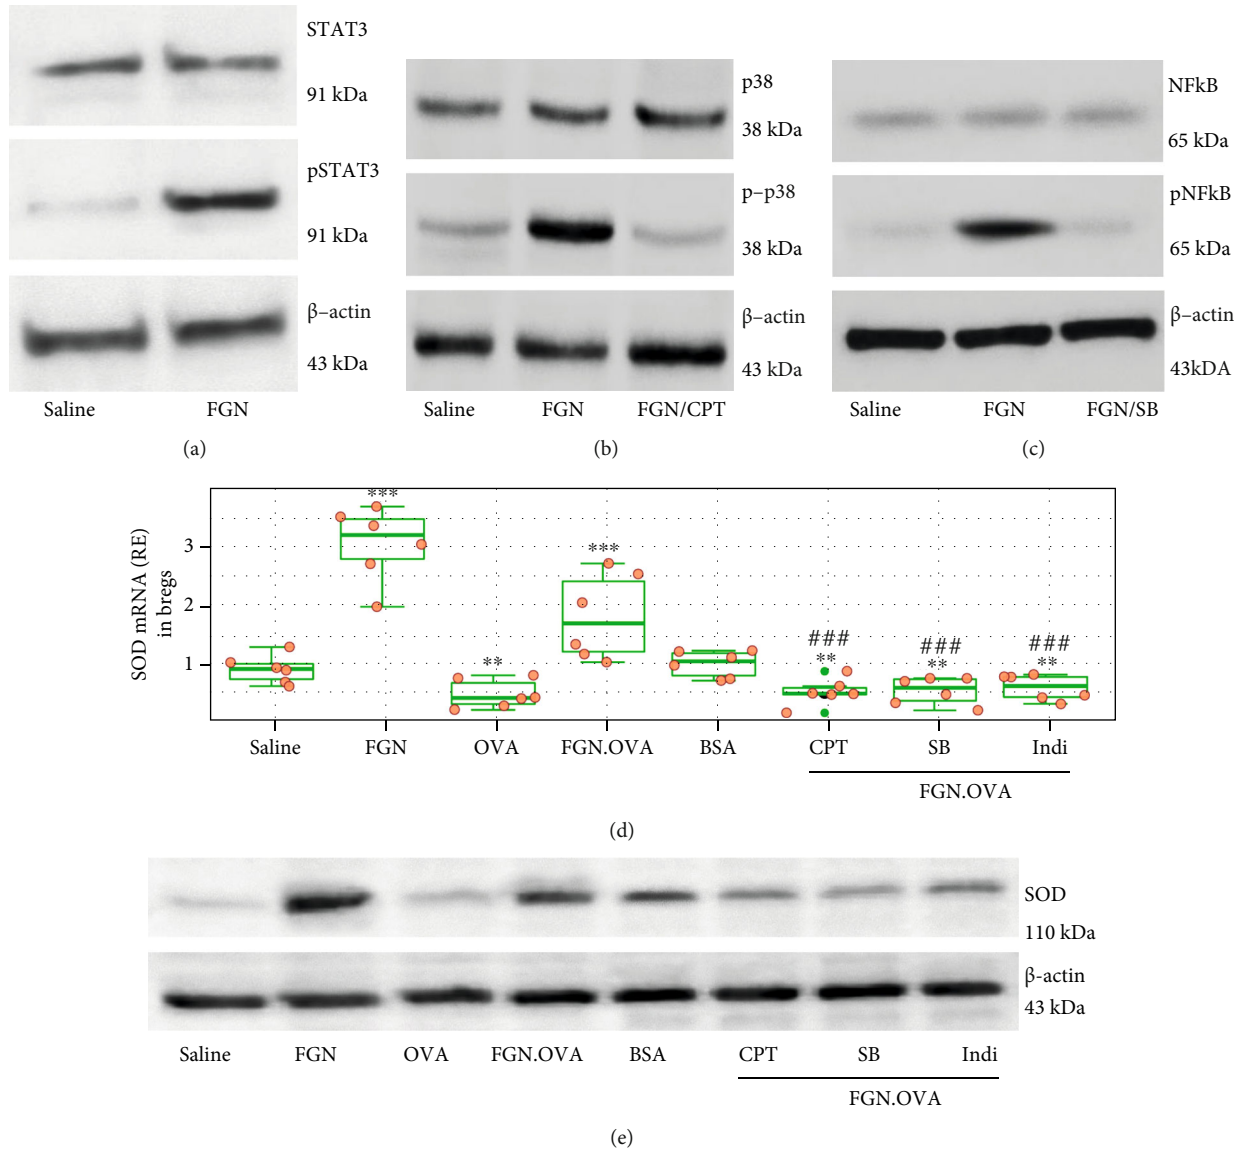 STAT3
91 kDa
pSTAT3
91 kDa
β–actin
43 kDa
Saline FGN
(a)
p38
38 kDa
p–p38
38 kDa
β–actin
43 kDa
Saline FGN FGN/CPT
(b)
NFkB
65 kDa
pNFkB
65 kDa
β–actin
43kDA
Saline FGN FGN/SB
(c)
SOD mRNA (RE)
in bregs
3
2
1
***
**
***
###
**
###
**
###
**
Saline FGN OVA FGN.OVA BSA CPT SB Indi
FGN.OVA
(d)
SOD
110 kDa
β-actin
43 kDa
Saline FGN OVA FGN.OVA BSA CPT SB Indi
FGN.OVA
(e)